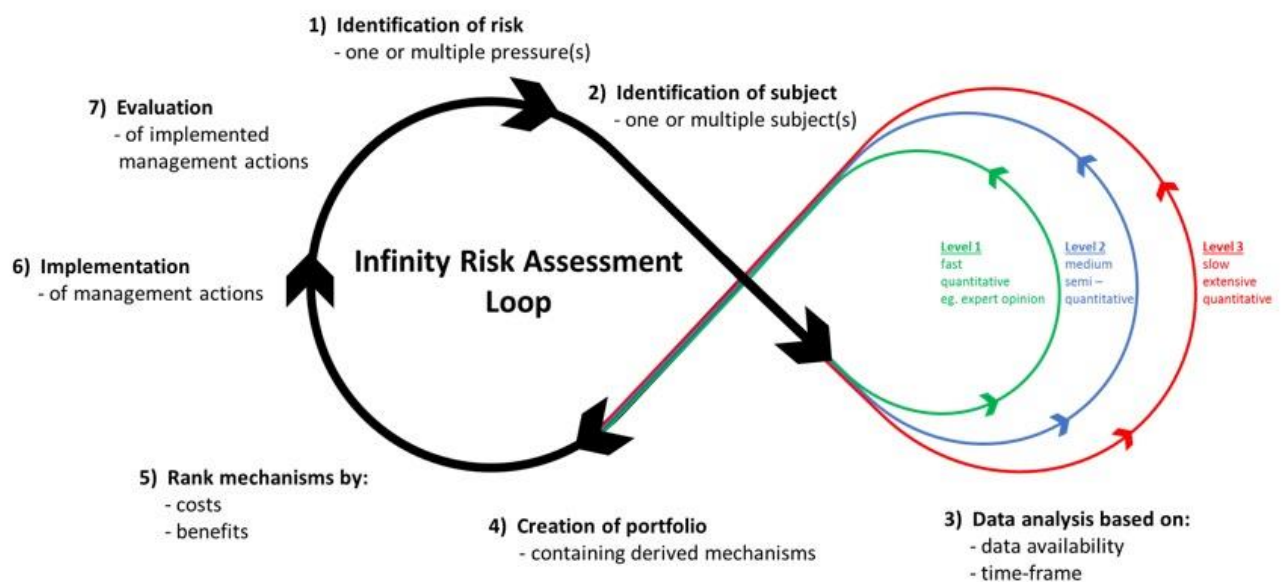 1) Identification of risk
- one or multiple pressure(s)
2) Identification of subject
- one or multiple subject(s)
7) Evaluation
- of implemented
management actions
Infinity Risk Assessment
Loop
Level 1
fast
quantitative
eg. expert opinion
Level 2
medium
semi –
quantitative
Level 3
slow
extensive
quantitative
6) Implementation
- of management actions
5) Rank mechanisms by:
- costs
- benefits
4) Creation of portfolio
- containing derived mechanisms
3) Data analysis based on:
- data availability
- time-frame